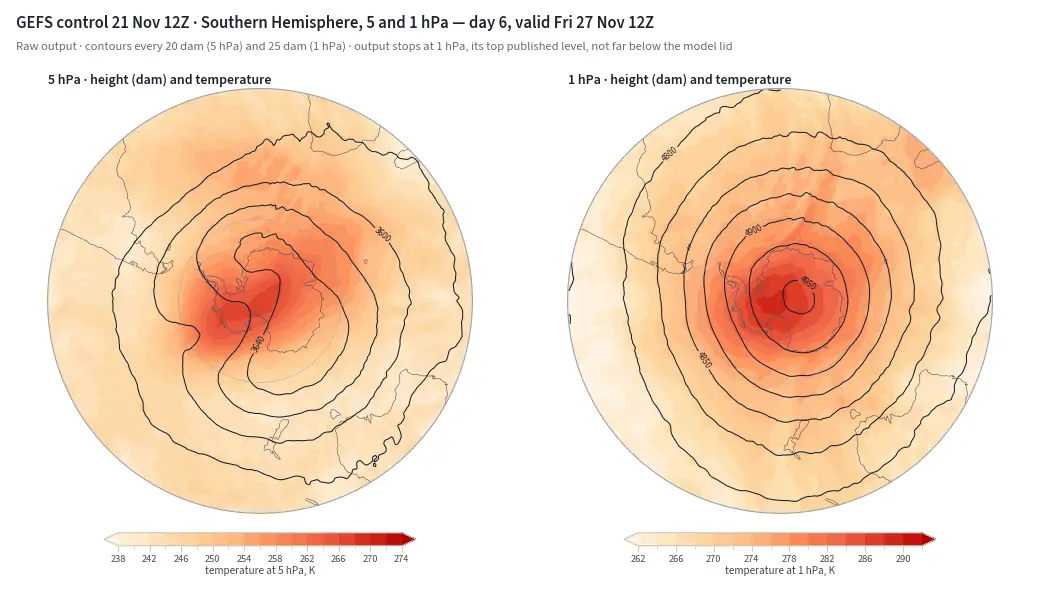 GEFS control 21 Nov 12Z · Southern Hemisphere, 5 and 1 hPa — day 6, valid Fri 27 Nov 12Z
Raw output · contours every 20 dam (5 hPa) and 25 dam (1 hPa) · output stops at 1 hPa, its top published level, not far below the model lid
5 hPa · height (dam) and temperature
1 hPa · height (dam) and temperature
3600
3640
4800
4900
4950
4850
238 242 246 250 254 258 262 266 270 274
temperature at 5 hPa, K
262 266 270 274 278 282 286 290
temperature at 1 hPa, K